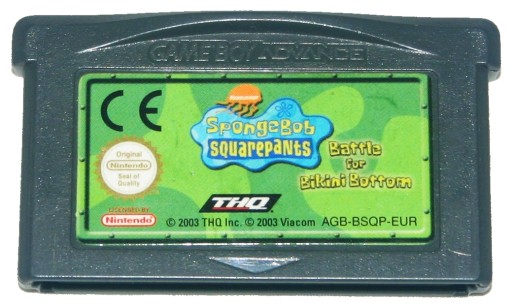 GAME BOY ADVANCE
CE
NICKELODEON
SpongeBob
SQUAREPANTS
Battle
for
Bikini Bottom
Original
Nintendo
Seal of
Quality
LICENSED BY
Nintendo
THQ
© 2003 THQ Inc. © 2003 Viacom AGB-BSQP-EUR